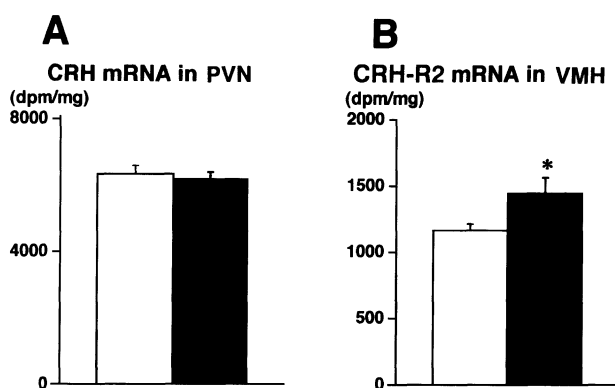 A
CRH mRNA in PVN
(dpm/mg)
8000
4000
0
B
CRH-R2 mRNA in VMH
(dpm/mg)
2000
1500
1000
500
0
*